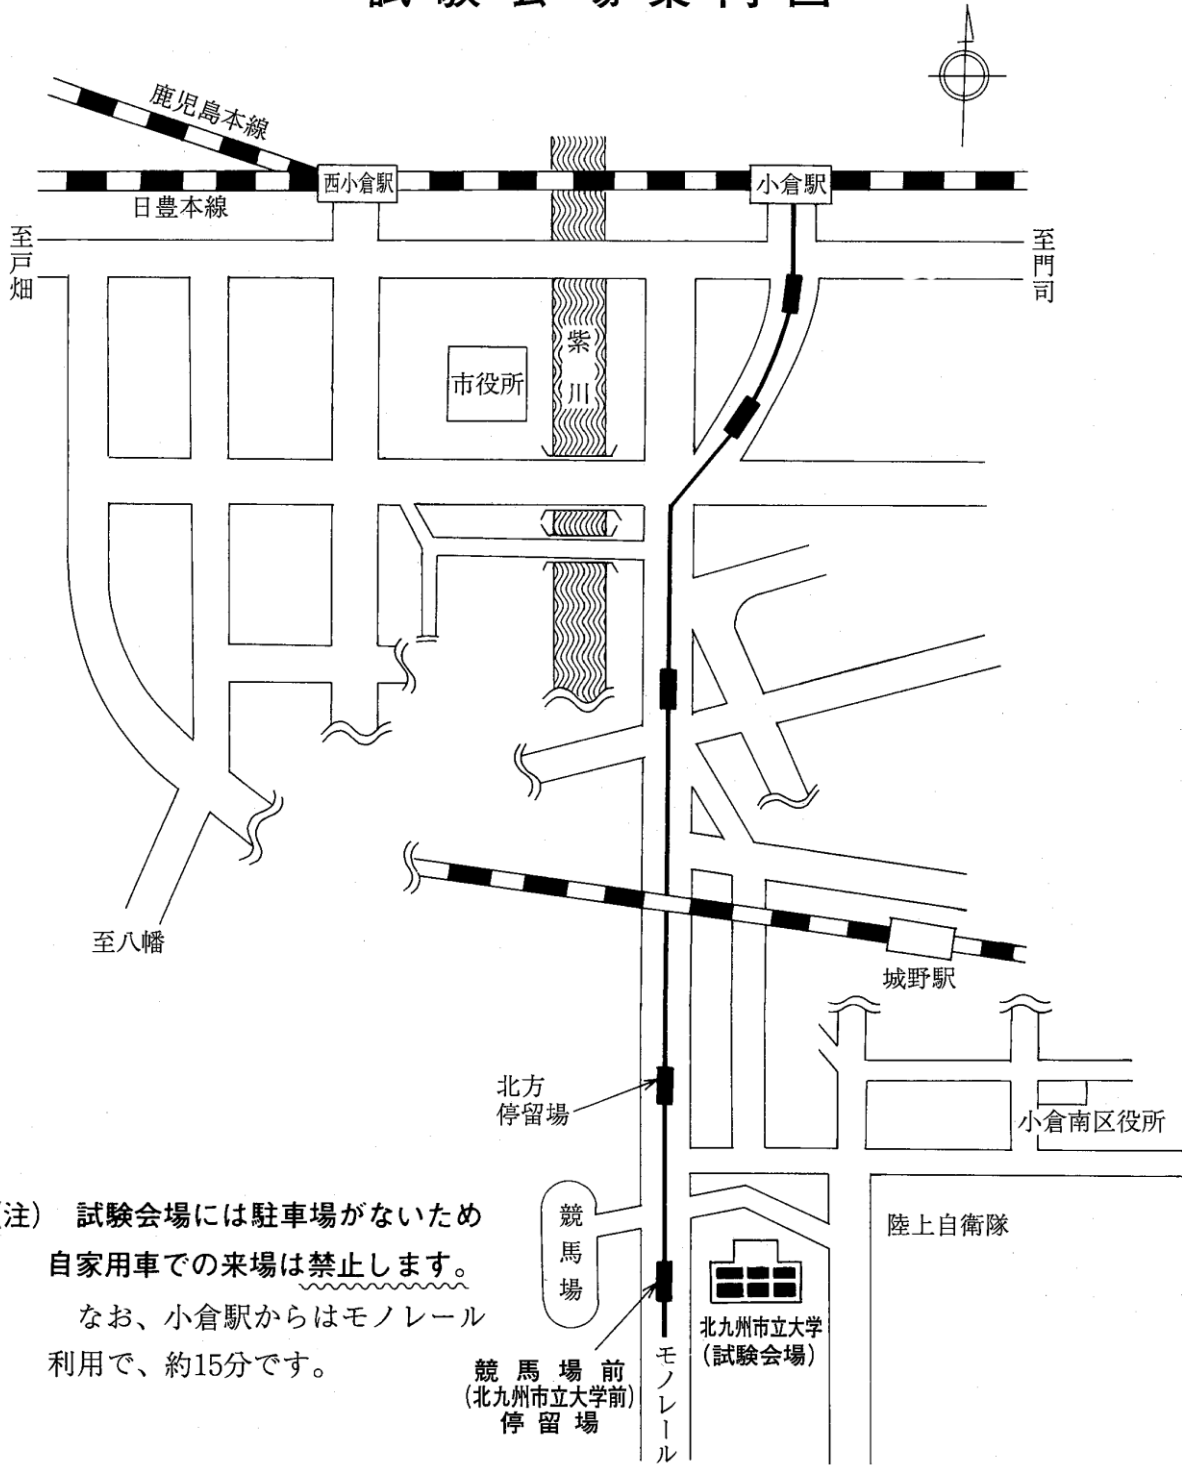 試験会場案内図
鹿児島本線
西小倉駅
小倉駅
日豊本線
至戸畑
至門司
紫川
市役所
至八幡
城野駅
北方
停留場
小倉南区役所
(注) 試験会場には駐車場がないため
自家用車での来場は禁止します。
なお、小倉駅からはモノレール
利用で、約15分です。
競馬場
陸上自衛隊
北九州市立大学
(試験会場)
競馬場前
(北九州市立大学前)
停留場
モノレール